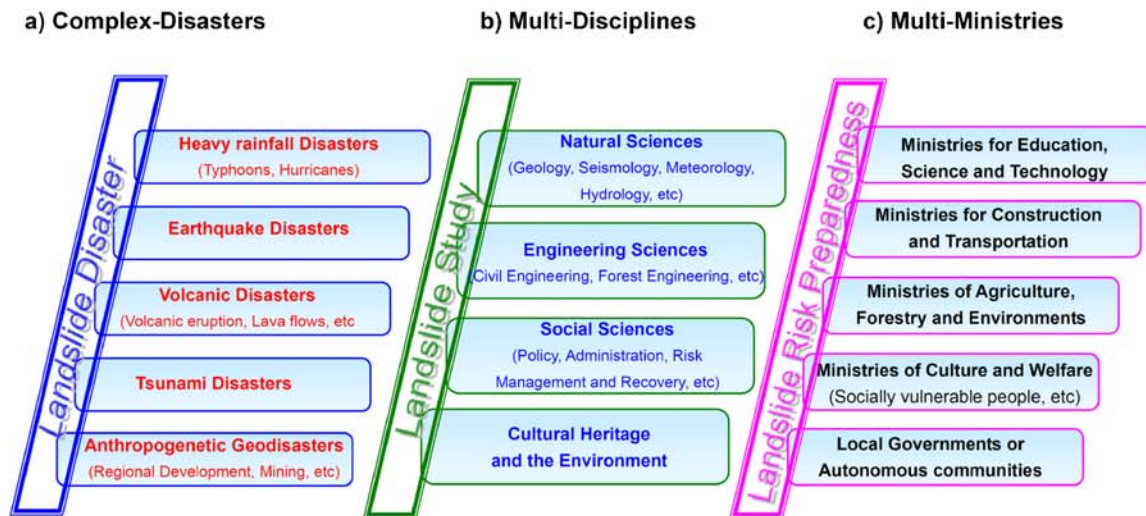 a) Complex-Disasters
Landslide Disaster
Heavy rainfall Disasters
(Typhoons, Hurricanes)
Earthquake Disasters
Volcanic Disasters
(Volcanic eruption, Lava flows, etc
Tsunami Disasters
Anthropogenetic Geodisasters
(Regional Development, Mining, etc)
b) Multi-Disciplines
Landslide Study
Natural Sciences
(Geology, Seismology, Meteorology,
Hydrology, etc)
Engineering Sciences
(Civil Engineering, Forest Engineering, etc)
Social Sciences
(Policy, Administration, Risk
Management and Recovery, etc)
Cultural Heritage
and the Environment
c) Multi-Ministries
Landslide Risk Preparedness
Ministries for Education,
Science and Technology
Ministries for Construction
and Transportation
Ministries of Agriculture,
Forestry and Environments
Ministries of Culture and Welfare
(Socially vulnerable people, etc)
Local Governments or
Autonomous communities